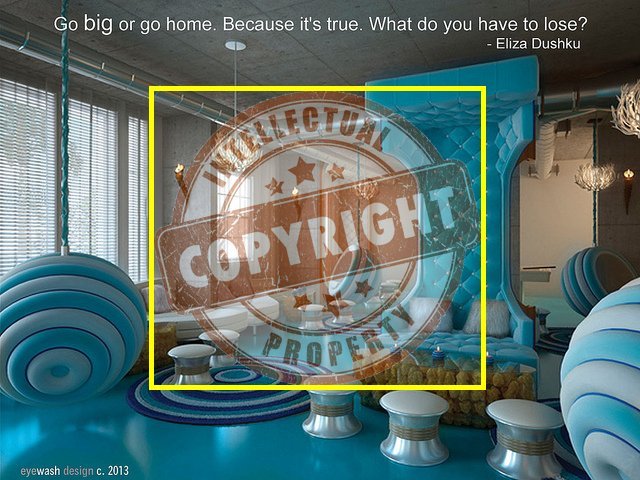 Go big or go home. Because it's true. What do you have to lose?
- Eliza Dushku
INTELLECTUAL
COPYRIGHT
PROPERTY
eyewash design c. 2013